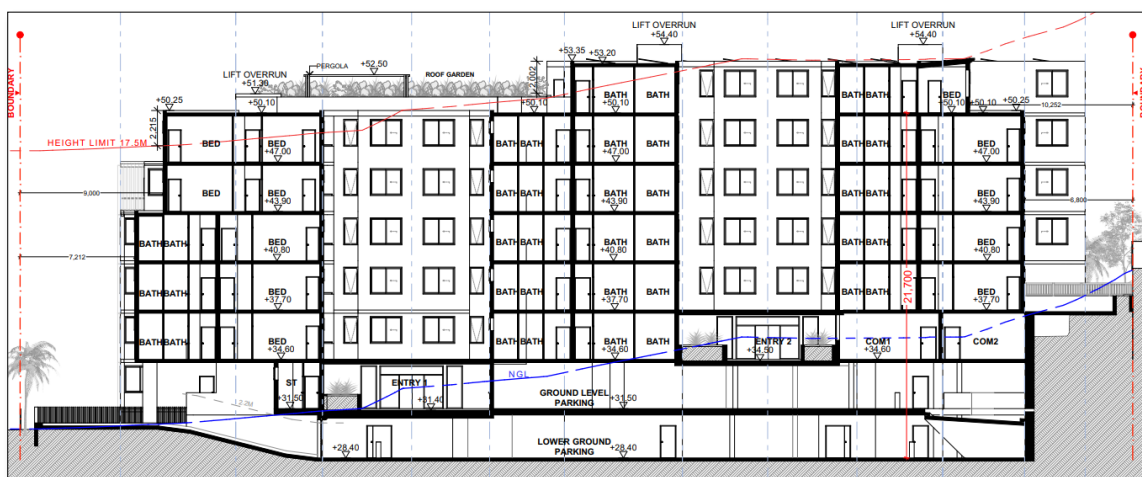 LIFT OVERRUN
+54.40
LIFT OVERRUN
+54.40
BOUNDARY
PERGOLA
+52.50
ROOF GARDEN
LIFT OVERRUN
+53.35
+53.20
2,002
+50.25
+50.10
2,215
HEIGHT LIMIT 17.5M
BATH
BATH
BATH
BATH
BED
+50.10
+50.10
+50.10
+50.10
+50.25
10,252
BED
BED
+47.00
BATH
BATH
BATH
BATH
+47.00
BATH
BATH
BED
+47.00
9,000
BED
BED
+43.90
BATH
BATH
BATH
BATH
+43.90
BATH
BATH
BED
+43.90
6,800
BATH
BATH
BED
+40.80
BATH
BATH
BATH
BATH
+40.80
BATH
BATH
BED
+40.80
7,212
BATH
BATH
BED
+37.70
BATH
BATH
BATH
BATH
+37.70
BATH
BATH
21,700
BED
+37.70
BATH
BATH
BED
+34.60
BATH
BATH
BATH
BATH
+34.60
ENTRY 2
+34.50
COM1
+34.60
COM2
NGL
ST
+31.50
ENTRY 1
+31.40
GROUND LEVEL
PARKING
+31.50
2.2M
+28.40
LOWER GROUND
PARKING
+28.40